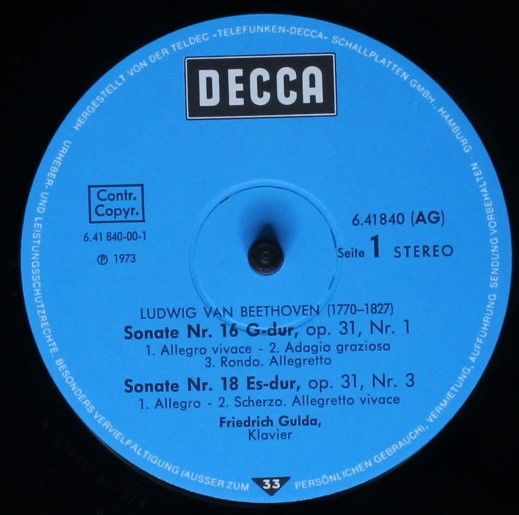 HERGESTELLT VON DER TELDEC »TELEFUNKEN-DECCA« SCHALLPLATTEN GMBH., HAMBURG
URHEBER- UND LEISTUNGSSCHUTZRECHTE, BESONDERS VERVIELFÄLTIGUNG (AUSSER ZUM
PERSÖNLICHEN GEBRAUCH), VERMIETUNG, AUFFÜHRUNG, SENDUNG VORBEHALTEN
DECCA
Contr.
Copyr.
6.41 840-00-1
℗ 1973
6.41840 (AG)
Seite 1 STEREO
LUDWIG VAN BEETHOVEN (1770–1827)
Sonate Nr. 16 G-dur, op. 31, Nr. 1
1. Allegro vivace - 2. Adagio grazioso
3. Rondo. Allegretto
Sonate Nr. 18 Es-dur, op. 31, Nr. 3
1. Allegro - 2. Scherzo. Allegretto vivace
Friedrich Gulda,
Klavier
33